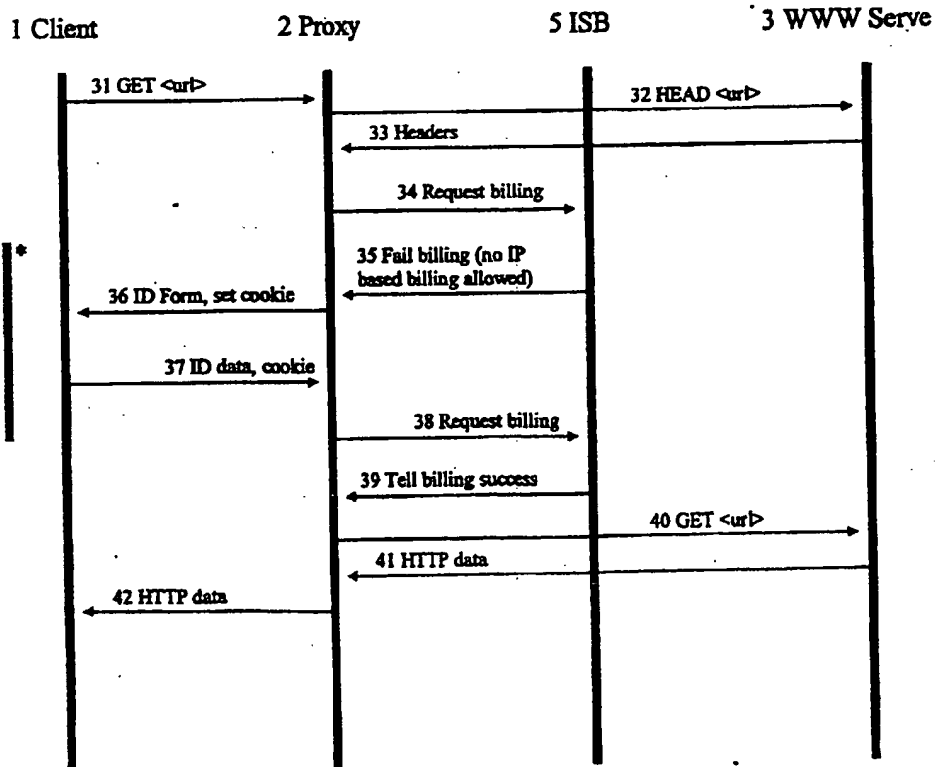 1 Client 2 Proxy 5 ISB 3 WWW Serve
31 GET <url>
32 HEAD <url>
33 Headers
34 Request billing
*
35 Fail billing (no IP
based billing allowed)
36 ID Form, set cookie
37 ID data, cookie
38 Request billing
39 Tell billing success
40 GET <url>
41 HTTP data
42 HTTP data